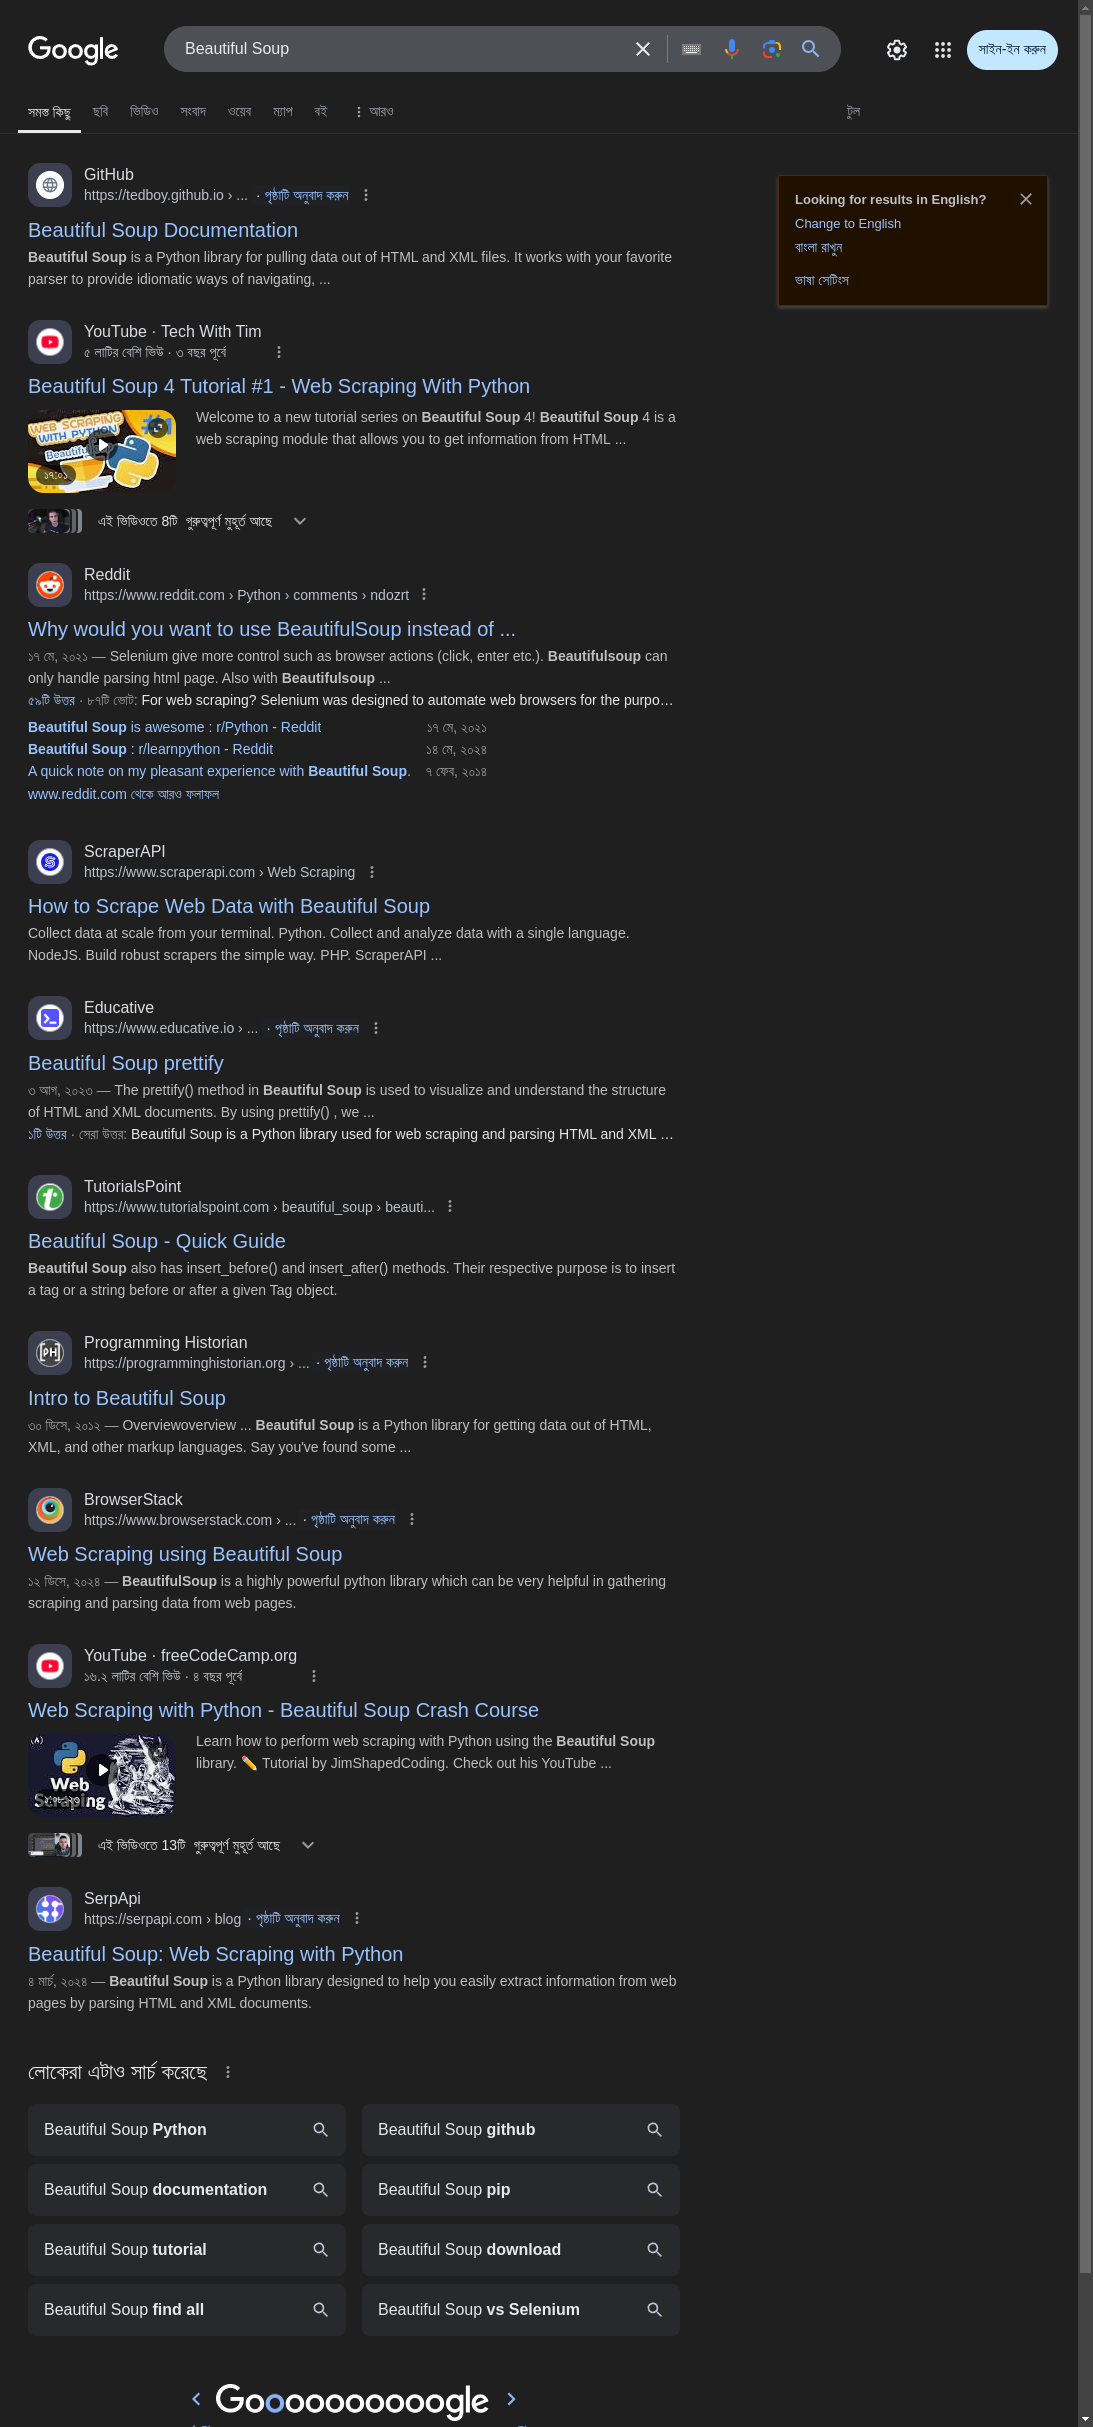 Google
Beautiful Soup
সাইন-ইন করুন
সমস্ত কিছু ছবি ভিডিও সংবাদ ওয়েব ম্যাপ বই আরও টুল
Looking for results in English?
Change to English
বাংলা রাখুন
ভাষা সেটিংস
GitHub
https://tedboy.github.io › ... · পৃষ্ঠাটি অনুবাদ করুন
Beautiful Soup Documentation
Beautiful Soup is a Python library for pulling data out of HTML and XML files. It works with your favorite
parser to provide idiomatic ways of navigating, ...
YouTube · Tech With Tim
৫ লাটির বেশি ভিউ · ৩ বছর পূর্বে
Beautiful Soup 4 Tutorial #1 - Web Scraping With Python
WEB SCRAPING
WITH PYTHON
#1
১৭:০১
Welcome to a new tutorial series on Beautiful Soup 4! Beautiful Soup 4 is a
web scraping module that allows you to get information from HTML ...
এই ভিডিওতে 8টি গুরুত্বপূর্ণ মুহূর্ত আছে
Reddit
https://www.reddit.com › Python › comments › ndozrt
Why would you want to use BeautifulSoup instead of ...
১৭ মে, ২০২১ — Selenium give more control such as browser actions (click, enter etc.). Beautifulsoup can
only handle parsing html page. Also with Beautifulsoup ...
৫৯টি উত্তর · ৮৭টি ভোট: For web scraping? Selenium was designed to automate web browsers for the purpo…
Beautiful Soup is awesome : r/Python - Reddit ১৭ মে, ২০২১
Beautiful Soup : r/learnpython - Reddit ১৪ মে, ২০২৪
A quick note on my pleasant experience with Beautiful Soup. ৭ ফেব, ২০১৪
www.reddit.com থেকে আরও ফলাফল
ScraperAPI
https://www.scraperapi.com › Web Scraping
How to Scrape Web Data with Beautiful Soup
Collect data at scale from your terminal. Python. Collect and analyze data with a single language.
NodeJS. Build robust scrapers the simple way. PHP. ScraperAPI ...
Educative
https://www.educative.io › ... · পৃষ্ঠাটি অনুবাদ করুন
Beautiful Soup prettify
৩ আগ, ২০২৩ — The prettify() method in Beautiful Soup is used to visualize and understand the structure
of HTML and XML documents. By using prettify() , we ...
১টি উত্তর · সেরা উত্তর: Beautiful Soup is a Python library used for web scraping and parsing HTML and XML …
TutorialsPoint
https://www.tutorialspoint.com › beautiful_soup › beauti...
Beautiful Soup - Quick Guide
Beautiful Soup also has insert_before() and insert_after() methods. Their respective purpose is to insert
a tag or a string before or after a given Tag object.
Programming Historian
https://programminghistorian.org › ... · পৃষ্ঠাটি অনুবাদ করুন
Intro to Beautiful Soup
৩০ ডিসে, ২০১২ — Overviewoverview ... Beautiful Soup is a Python library for getting data out of HTML,
XML, and other markup languages. Say you've found some ...
BrowserStack
https://www.browserstack.com › ... · পৃষ্ঠাটি অনুবাদ করুন
Web Scraping using Beautiful Soup
১২ ডিসে, ২০২৪ — BeautifulSoup is a highly powerful python library which can be very helpful in gathering
scraping and parsing data from web pages.
YouTube · freeCodeCamp.org
১৬.২ লাটির বেশি ভিউ · ৪ বছর পূর্বে
Web Scraping with Python - Beautiful Soup Crash Course
Web
Scraping
Learn how to perform web scraping with Python using the Beautiful Soup
library. ✏️ Tutorial by JimShapedCoding. Check out his YouTube ...
এই ভিডিওতে 13টি গুরুত্বপূর্ণ মুহূর্ত আছে
SerpApi
https://serpapi.com › blog · পৃষ্ঠাটি অনুবাদ করুন
Beautiful Soup: Web Scraping with Python
৪ মার্চ, ২০২৪ — Beautiful Soup is a Python library designed to help you easily extract information from web
pages by parsing HTML and XML documents.
লোকেরা এটাও সার্চ করেছে
Beautiful Soup Python Beautiful Soup github
Beautiful Soup documentation Beautiful Soup pip
Beautiful Soup tutorial Beautiful Soup download
Beautiful Soup find all Beautiful Soup vs Selenium
Goooooooooogle